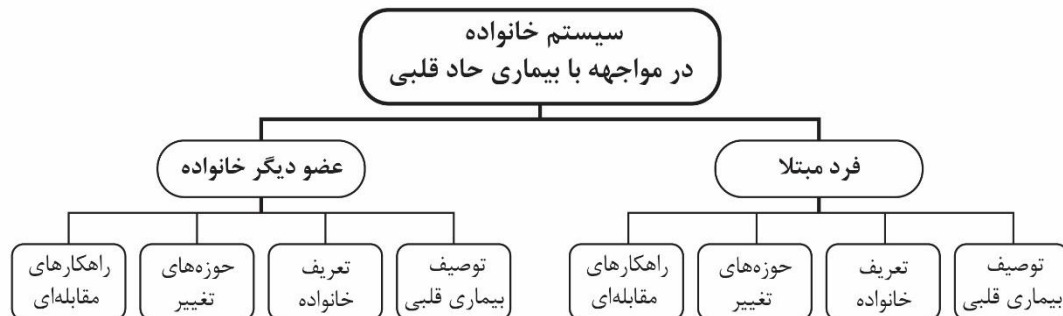 سیستم خانواده
در مواجهه با بیماری حاد قلبی
فرد مبتلا
عضو دیگر خانواده
توصیف
بیماری قلبی
تعریف
خانواده
حوزه‌های
تغییر
راهکارهای
مقابله‌ای
توصیف
بیماری قلبی
تعریف
خانواده
حوزه‌های
تغییر
راهکارهای
مقابله‌ای